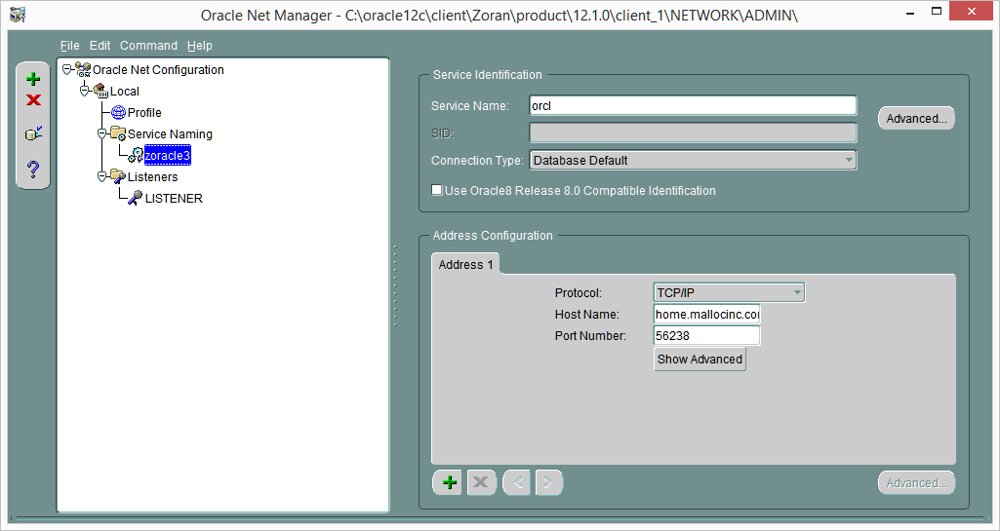 Oracle Net Manager - C:\oracle12c\client\Zoran\product\12.1.0\client_1\NETWORK\ADMIN\
File Edit Command Help
Oracle Net Configuration
Local
Profile
Service Naming
zoracle3
Listeners
LISTENER
Service Identification
Service Name: orcl
Advanced...
SID:
Connection Type: Database Default
Use Oracle8 Release 8.0 Compatible Identification
Address Configuration
Address 1
Protocol: TCP/IP
Host Name: home.mallocinc.co
Port Number: 56238
Show Advanced
Advanced...